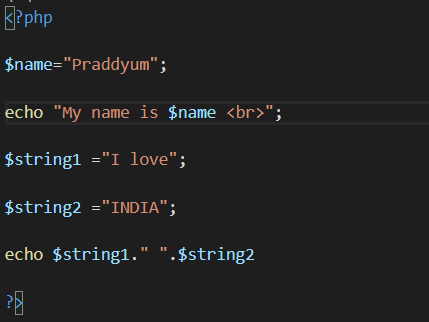 <?php
$name="Praddyum";
echo "My name is $name <br>";
$string1 ="I love";
$string2 ="INDIA";
echo $string1." ".$string2
?>